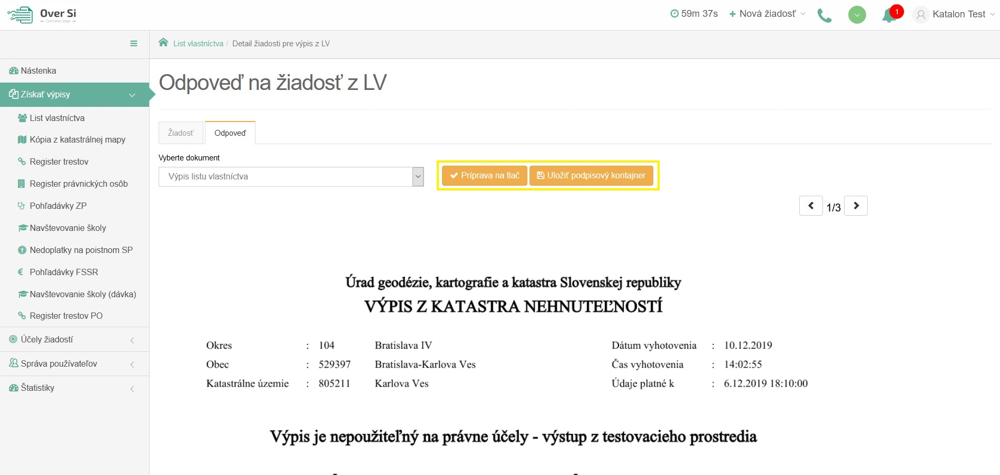 Over Si
Centrálne údaje
59m 37s
Nová žiadosť
1
Katalon Test
List vlastníctva / Detail žiadosti pre výpis z LV
Nástenka
Získať výpisy
List vlastníctva
Kópia z katastrálnej mapy
Register trestov
Register právnických osôb
Pohľadávky ZP
Navštevovanie školy
Nedoplatky na poistnom SP
Pohľadávky FSSR
Navštevovanie školy (dávka)
Register trestov PO
Účely žiadostí
Správa používateľov
Štatistiky
Odpoveď na žiadosť z LV
Žiadosť
Odpoveď
Vyberte dokument
Výpis listu vlastníctva
Príprava na tlač
Uložiť podpisový kontajner
1/3
Úrad geodézie, kartografie a katastra Slovenskej republiky
VÝPIS Z KATASTRA NEHNUTEĽNOSTÍ
Okres : 104 Bratislava IV Dátum vyhotovenia : 10.12.2019
Obec : 529397 Bratislava-Karlova Ves Čas vyhotovenia : 14:02:55
Katastrálne územie : 805211 Karlova Ves Údaje platné k : 6.12.2019 18:10:00
Výpis je nepoužiteľný na právne účely - výstup z testovacieho prostredia